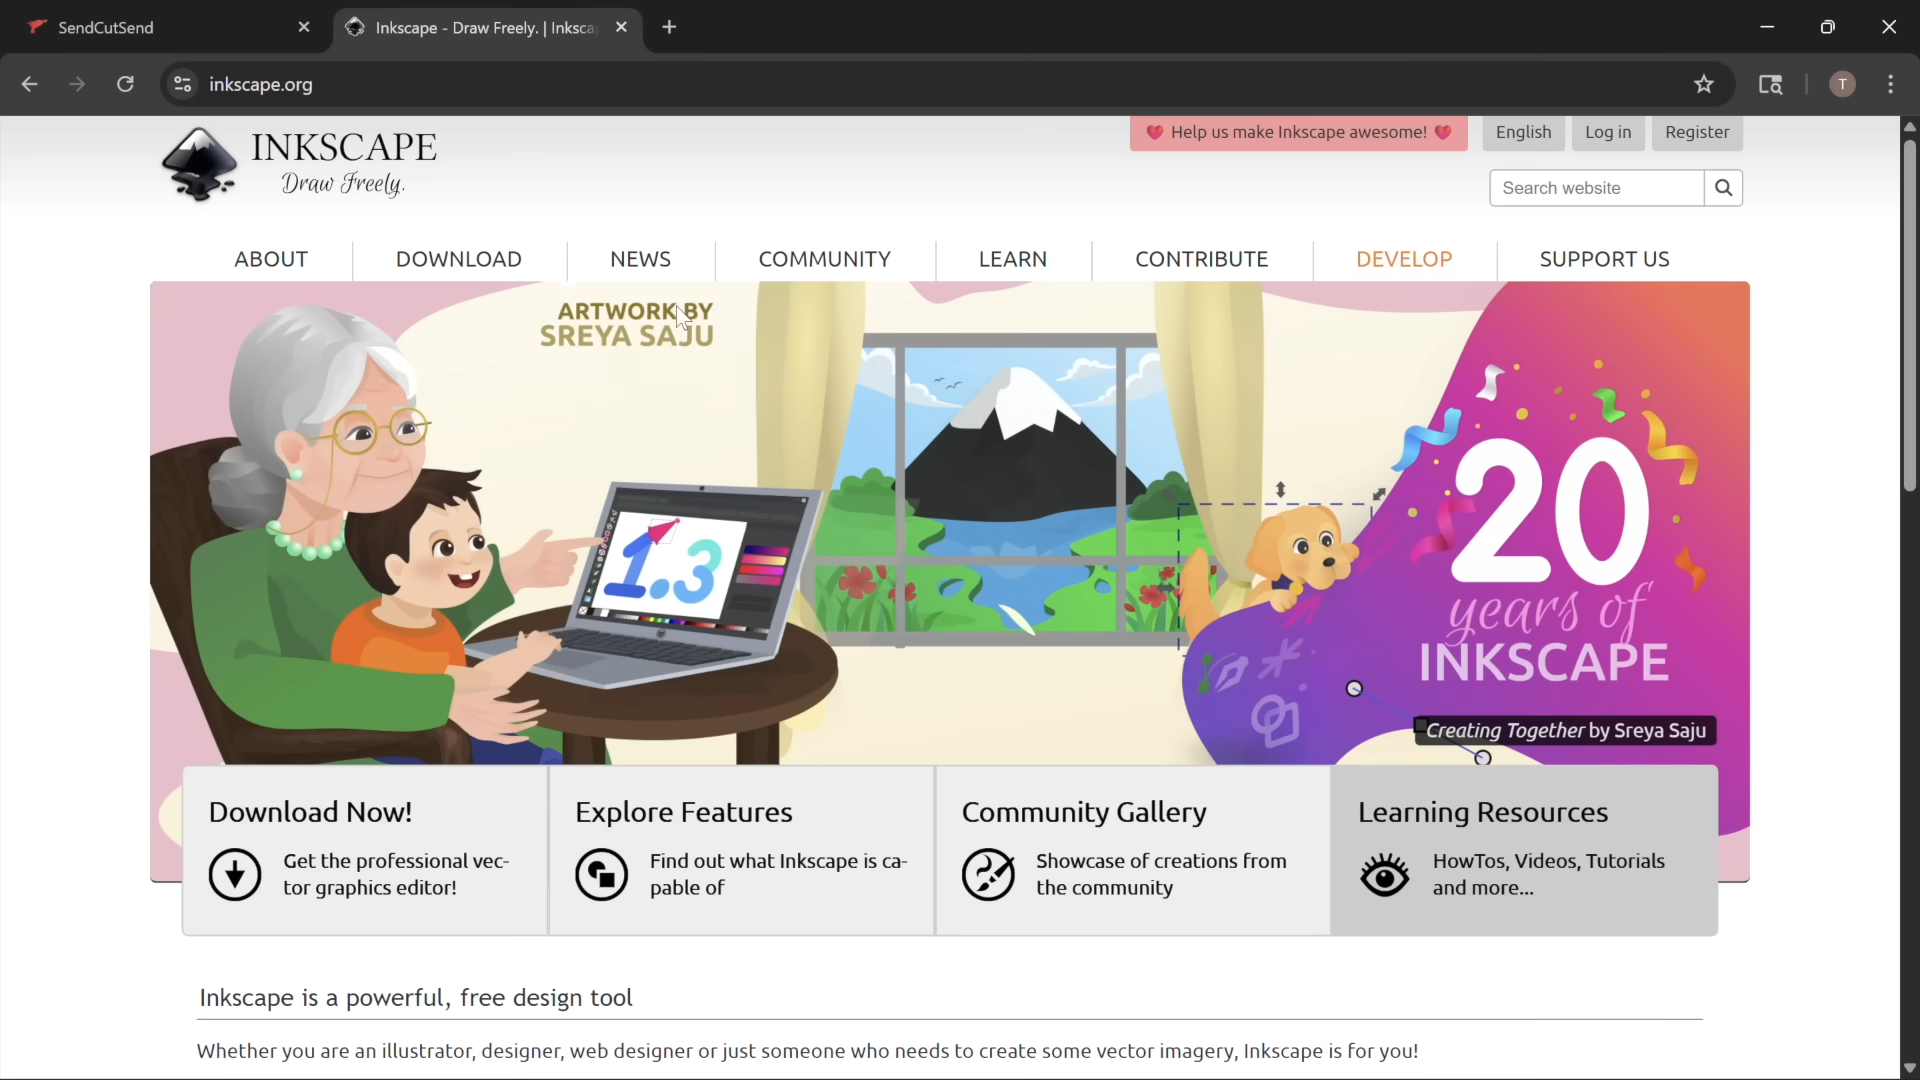 SendCutSend
Inkscape - Draw Freely. | Inksca
inkscape.org
T
INKSCAPE
Draw Freely.
Help us make Inkscape awesome!
English
Log in
Register
Search website
ABOUT
DOWNLOAD
NEWS
COMMUNITY
LEARN
CONTRIBUTE
DEVELOP
SUPPORT US
ARTWORK BY
SREYA SAJU
1.3
20
years of
INKSCAPE
Creating Together by Sreya Saju
Download Now!
Get the professional vec-
tor graphics editor!
Explore Features
Find out what Inkscape is ca-
pable of
Community Gallery
Showcase of creations from
the community
Learning Resources
HowTos, Videos, Tutorials
and more...
Inkscape is a powerful, free design tool
Whether you are an illustrator, designer, web designer or just someone who needs to create some vector imagery, Inkscape is for you!